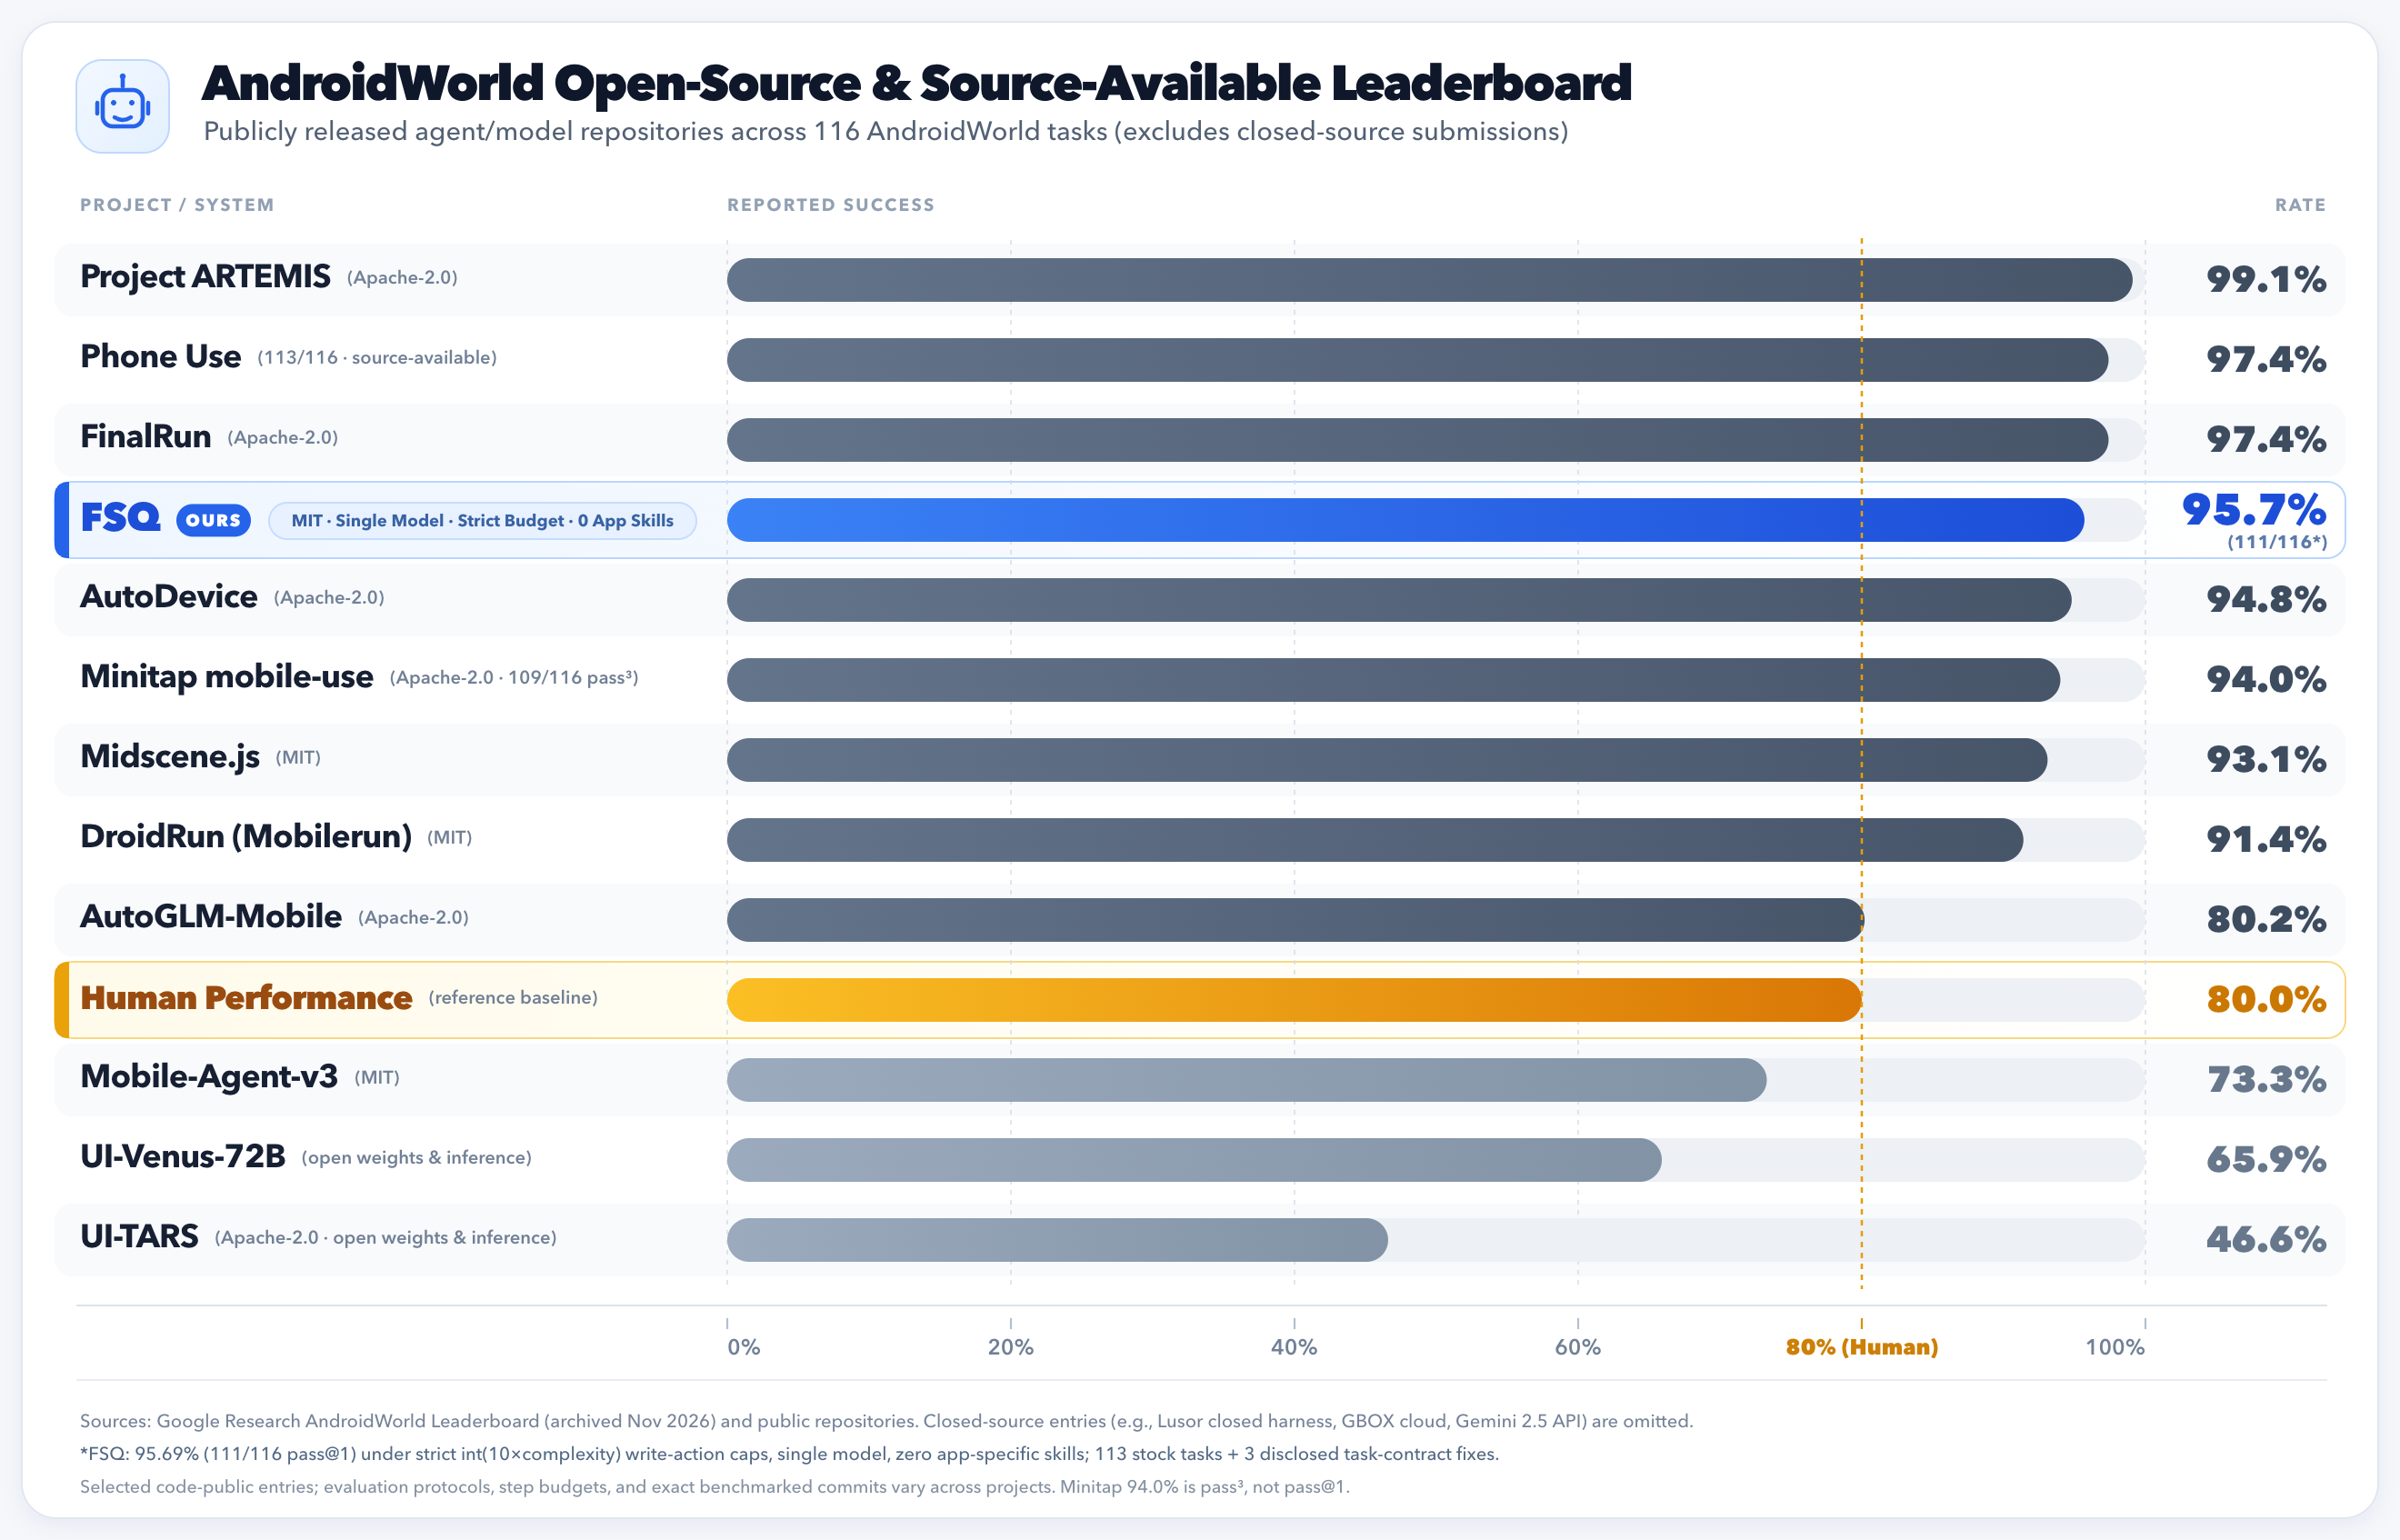 AndroidWorld Open-Source & Source-Available Leaderboard
Publicly released agent/model repositories across 116 AndroidWorld tasks (excludes closed-source submissions)
PROJECT / SYSTEM REPORTED SUCCESS RATE
Project ARTEMIS (Apache-2.0) 99.1%
Phone Use (113/116 · source-available) 97.4%
FinalRun (Apache-2.0) 97.4%
FSQ OURS MIT · Single Model · Strict Budget · 0 App Skills 95.7%
(111/116*)
AutoDevice (Apache-2.0) 94.8%
Minitap mobile-use (Apache-2.0 · 109/116 pass³) 94.0%
Midscene.js (MIT) 93.1%
DroidRun (Mobilerun) (MIT) 91.4%
AutoGLM-Mobile (Apache-2.0) 80.2%
Human Performance (reference baseline) 80.0%
Mobile-Agent-v3 (MIT) 73.3%
UI-Venus-72B (open weights & inference) 65.9%
UI-TARS (Apache-2.0 · open weights & inference) 46.6%
0% 20% 40% 60% 80% (Human) 100%
Sources: Google Research AndroidWorld Leaderboard (archived Nov 2026) and public repositories. Closed-source entries (e.g., Lusor closed harness, GBOX cloud, Gemini 2.5 API) are omitted.
*FSQ: 95.69% (111/116 pass@1) under strict int(10×complexity) write-action caps, single model, zero app-specific skills; 113 stock tasks + 3 disclosed task-contract fixes.
Selected code-public entries; evaluation protocols, step budgets, and exact benchmarked commits vary across projects. Minitap 94.0% is pass³, not pass@1.